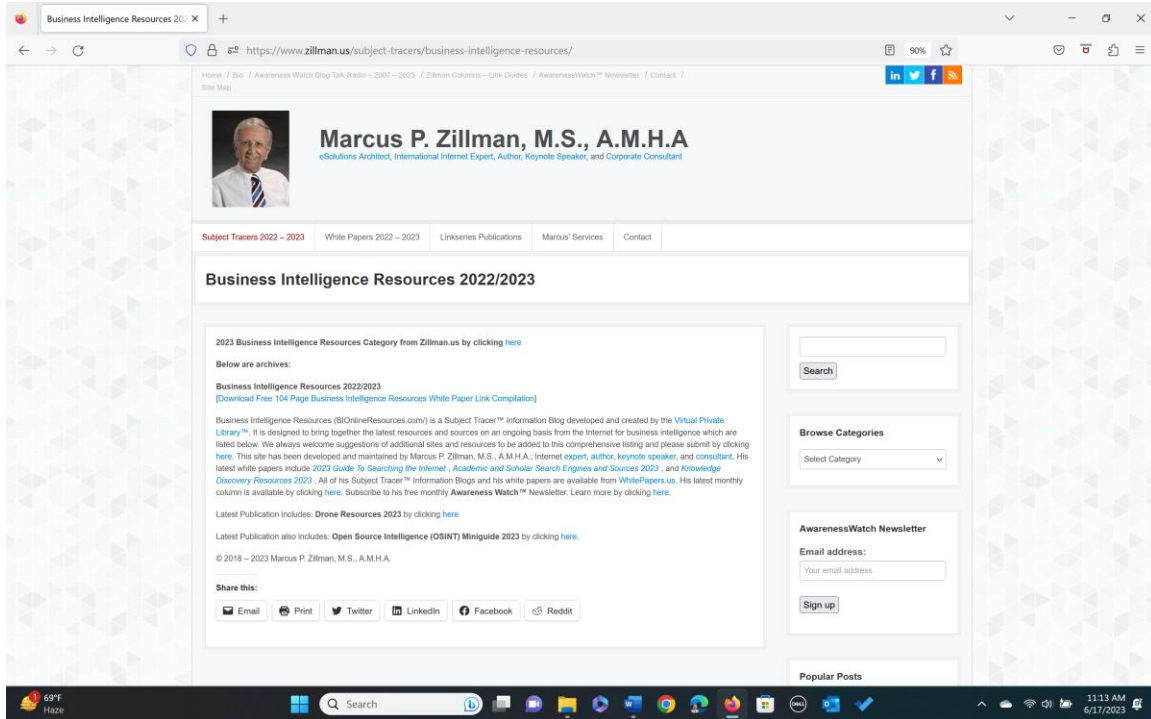 Business Intelligence Resources 202
https://www.zillman.us/subject-tracers/business-intelligence-resources/
90%
Home / Bio / Awareness Watch Blog Talk Radio – 2007 – 2023 / Zillman Columns – Link Guides / AwarenessWatch™ Newsletter / Contact /
Site Map
in
f
Marcus P. Zillman, M.S., A.M.H.A
eSolutions Architect, International Internet Expert, Author, Keynote Speaker, and Corporate Consultant
Subject Tracers 2022 – 2023
White Papers 2022 – 2023
Linkseries Publications
Marcus' Services
Contact
Business Intelligence Resources 2022/2023
2023 Business Intelligence Resources Category from Zillman.us by clicking here
Below are archives:
Business Intelligence Resources 2022/2023
[Download Free 104 Page Business Intelligence Resources White Paper Link Compilation]
Business Intelligence Resources (BIOnlineResources.com/) is a Subject Tracer™ Information Blog developed and created by the Virtual Private
Library™. It is designed to bring together the latest resources and sources on an ongoing basis from the Internet for business intelligence which are
listed below. We always welcome suggestions of additional sites and resources to be added to this comprehensive listing and please submit by clicking
here. This site has been developed and maintained by Marcus P. Zillman, M.S., A.M.H.A.; Internet expert, author, keynote speaker, and consultant. His
latest white papers include 2023 Guide To Searching the Internet , Academic and Scholar Search Engines and Sources 2023 , and Knowledge
Discovery Resources 2023 . All of his Subject Tracer™ Information Blogs and his white papers are available from WhitePapers.us. His latest monthly
column is available by clicking here. Subscribe to his free monthly Awareness Watch™ Newsletter. Learn more by clicking here.
Latest Publication includes: Drone Resources 2023 by clicking here
Latest Publication also includes: Open Source Intelligence (OSINT) Miniguide 2023 by clicking here.
© 2018 – 2023 Marcus P. Zillman, M.S., A.M.H.A.
Share this:
Email
Print
Twitter
LinkedIn
Facebook
Reddit
Search
Browse Categories
Select Category
AwarenessWatch Newsletter
Email address:
Your email address
Sign up
Popular Posts
1
69°F
Haze
Search
DELL
11:13 AM
6/17/2023